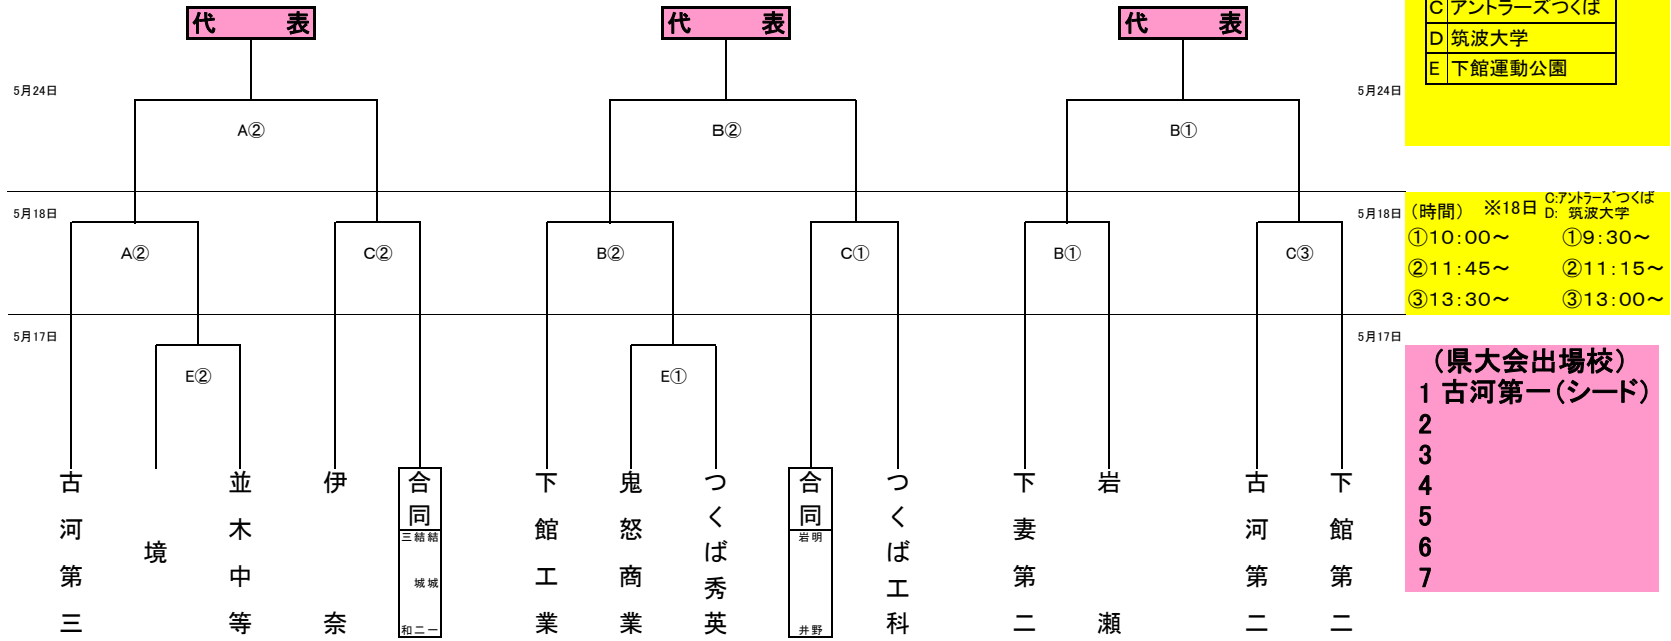 代　表
代　表
代　表
C アントラーズつくば
D 筑波大学
E 下館運動公園
5月24日
5月24日
A②
B②
B①
5月18日
5月18日
(時間) ※18日 C:アントラーズつくば
D: 筑波大学
①10:00～ ①9:30～
②11:45～ ②11:15～
③13:30～ ③13:00～
A②
C②
B②
C①
B①
C③
5月17日
5月17日
E②
E①
(県大会出場校)
1 古河第一(シード)
2
3
4
5
6
7
古河第三
境
並木中等
伊奈
合同
結城一
結城二
三和
下館工業
鬼怒商業
つくば秀英
合同
明野
岩井
つくば工科
下妻第二
岩瀬
古河第二
下館第二